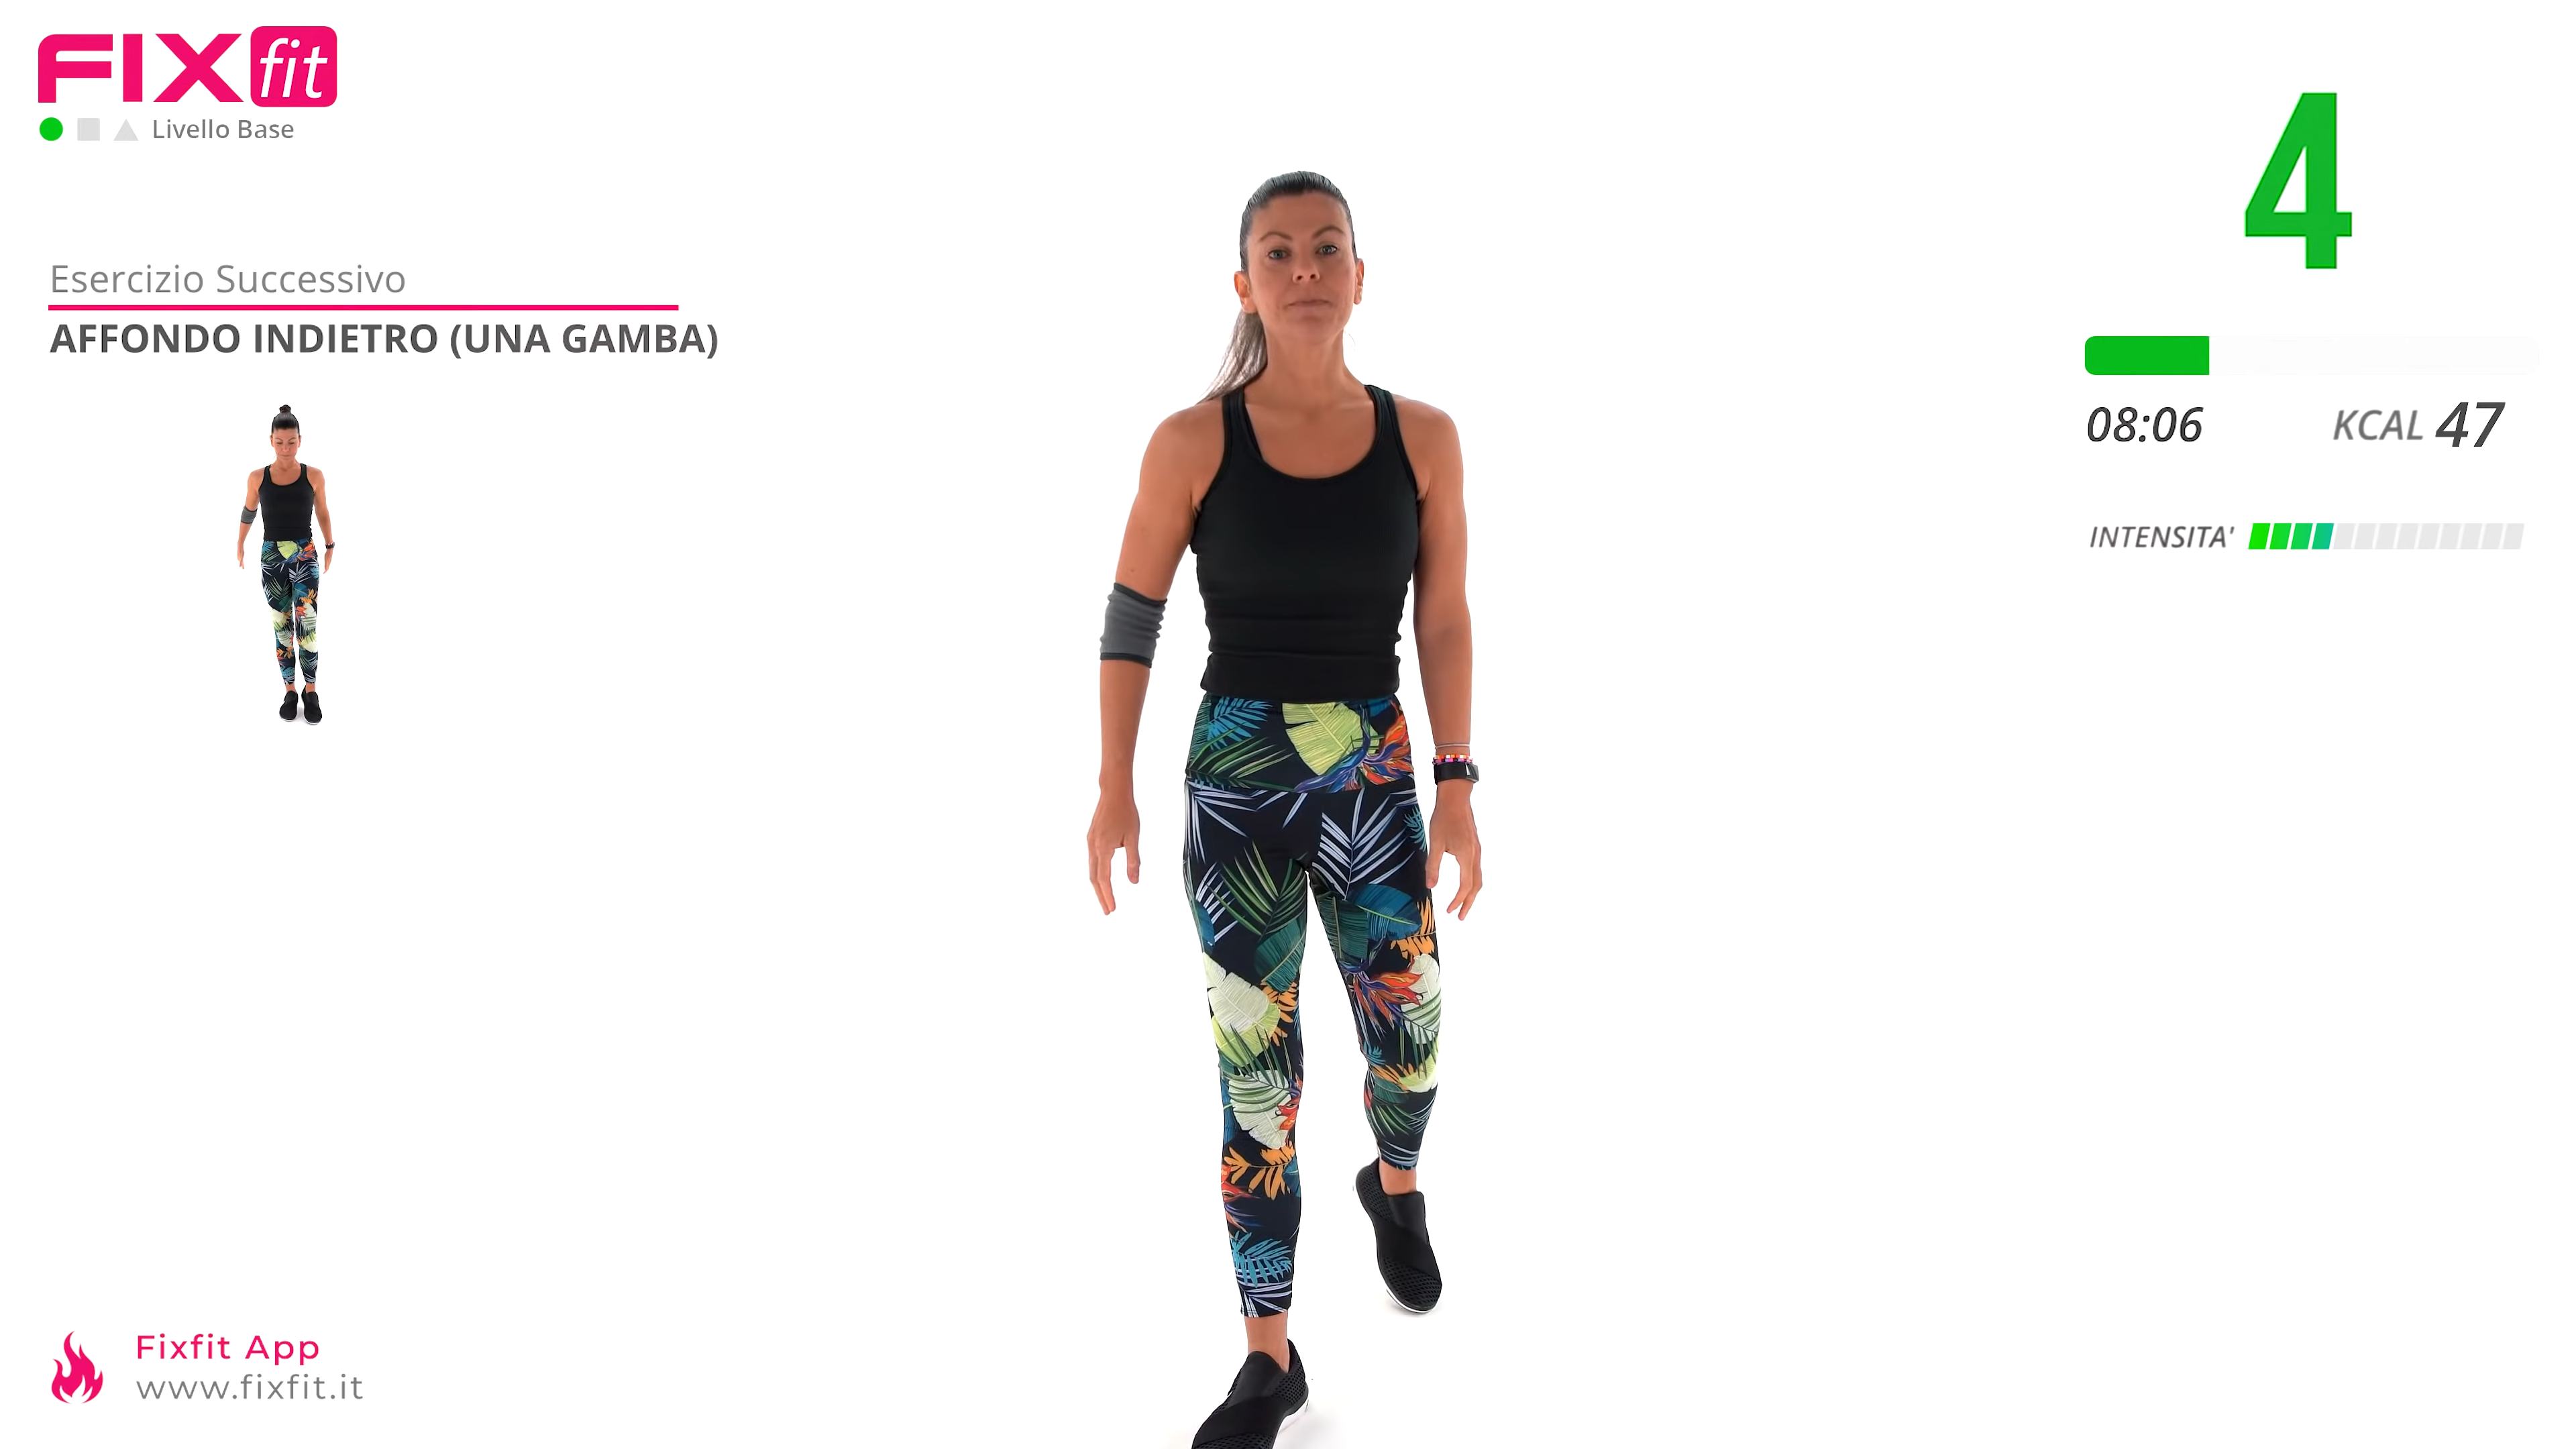 FIXfit
Livello Base
Esercizio Successivo
AFFONDO INDIETRO (UNA GAMBA)
4
08:06
KCAL 47
INTENSITA'
Fixfit App
www.fixfit.it